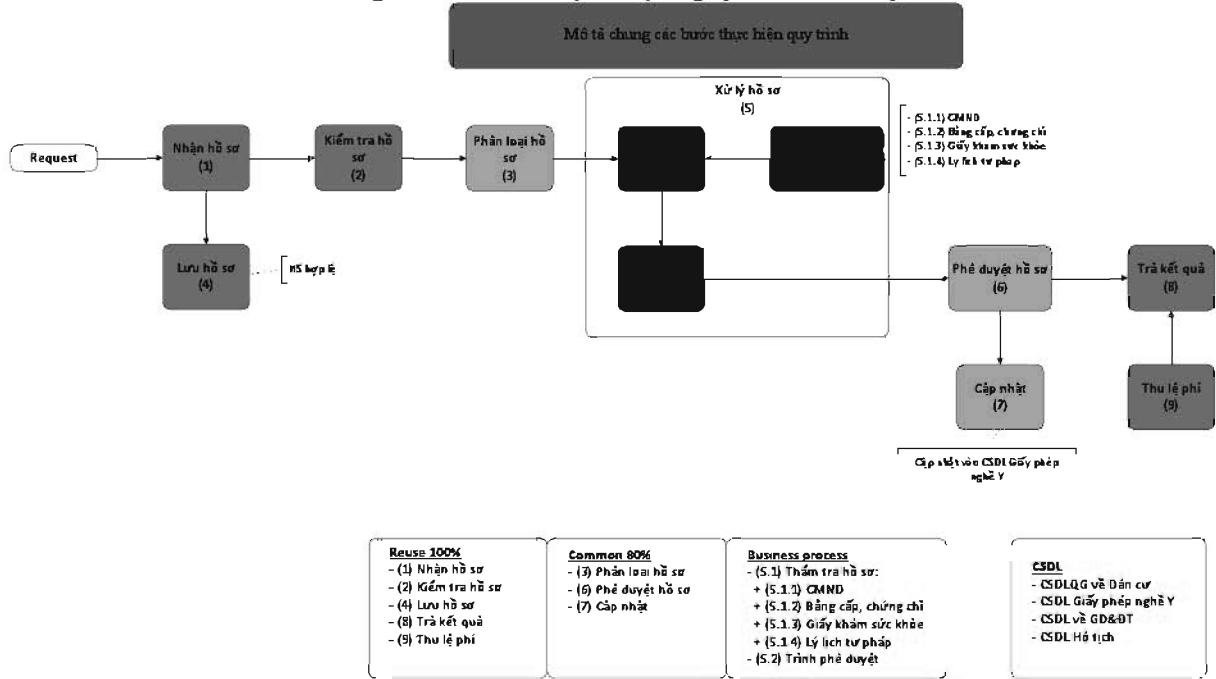 Mô tả chung các bước thực hiện quy trình
Xử lý hồ sơ
(5)
- (5.1.1) CMND
- (5.1.2) Bằng cấp, chứng chỉ
- (5.1.3) Giấy khám sức khỏe
- (5.1.4) Lý lịch tư pháp
Request
Nhận hồ sơ
(1)
Kiểm tra hồ
sơ
(2)
Phân loại hồ
sơ
(3)
Lưu hồ sơ
(4)
HS hợp lệ
Phê duyệt hồ sơ
(6)
Trả kết quả
(8)
Cập nhật
(7)
Thu lệ phí
(9)
Cập nhật vào CSDL Giấy phép
nghề Y
Reuse 100%
- (1) Nhận hồ sơ
- (2) Kiểm tra hồ sơ
- (4) Lưu hồ sơ
- (8) Trả kết quả
- (9) Thu lệ phí
Common 80%
- (3) Phân loại hồ sơ
- (6) Phê duyệt hồ sơ
- (7) Cập nhật
Business process
- (5.1) Thẩm tra hồ sơ:
+ (5.1.1) CMND
+ (5.1.2) Bằng cấp, chứng chỉ
+ (5.1.3) Giấy khám sức khỏe
+ (5.1.4) Lý lịch tư pháp
- (5.2) Trình phê duyệt
CSDL
- CSDLQG về Dân cư
- CSDL Giấy phép nghề Y
- CSDL về GD&ĐT
- CSDL Hộ tịch